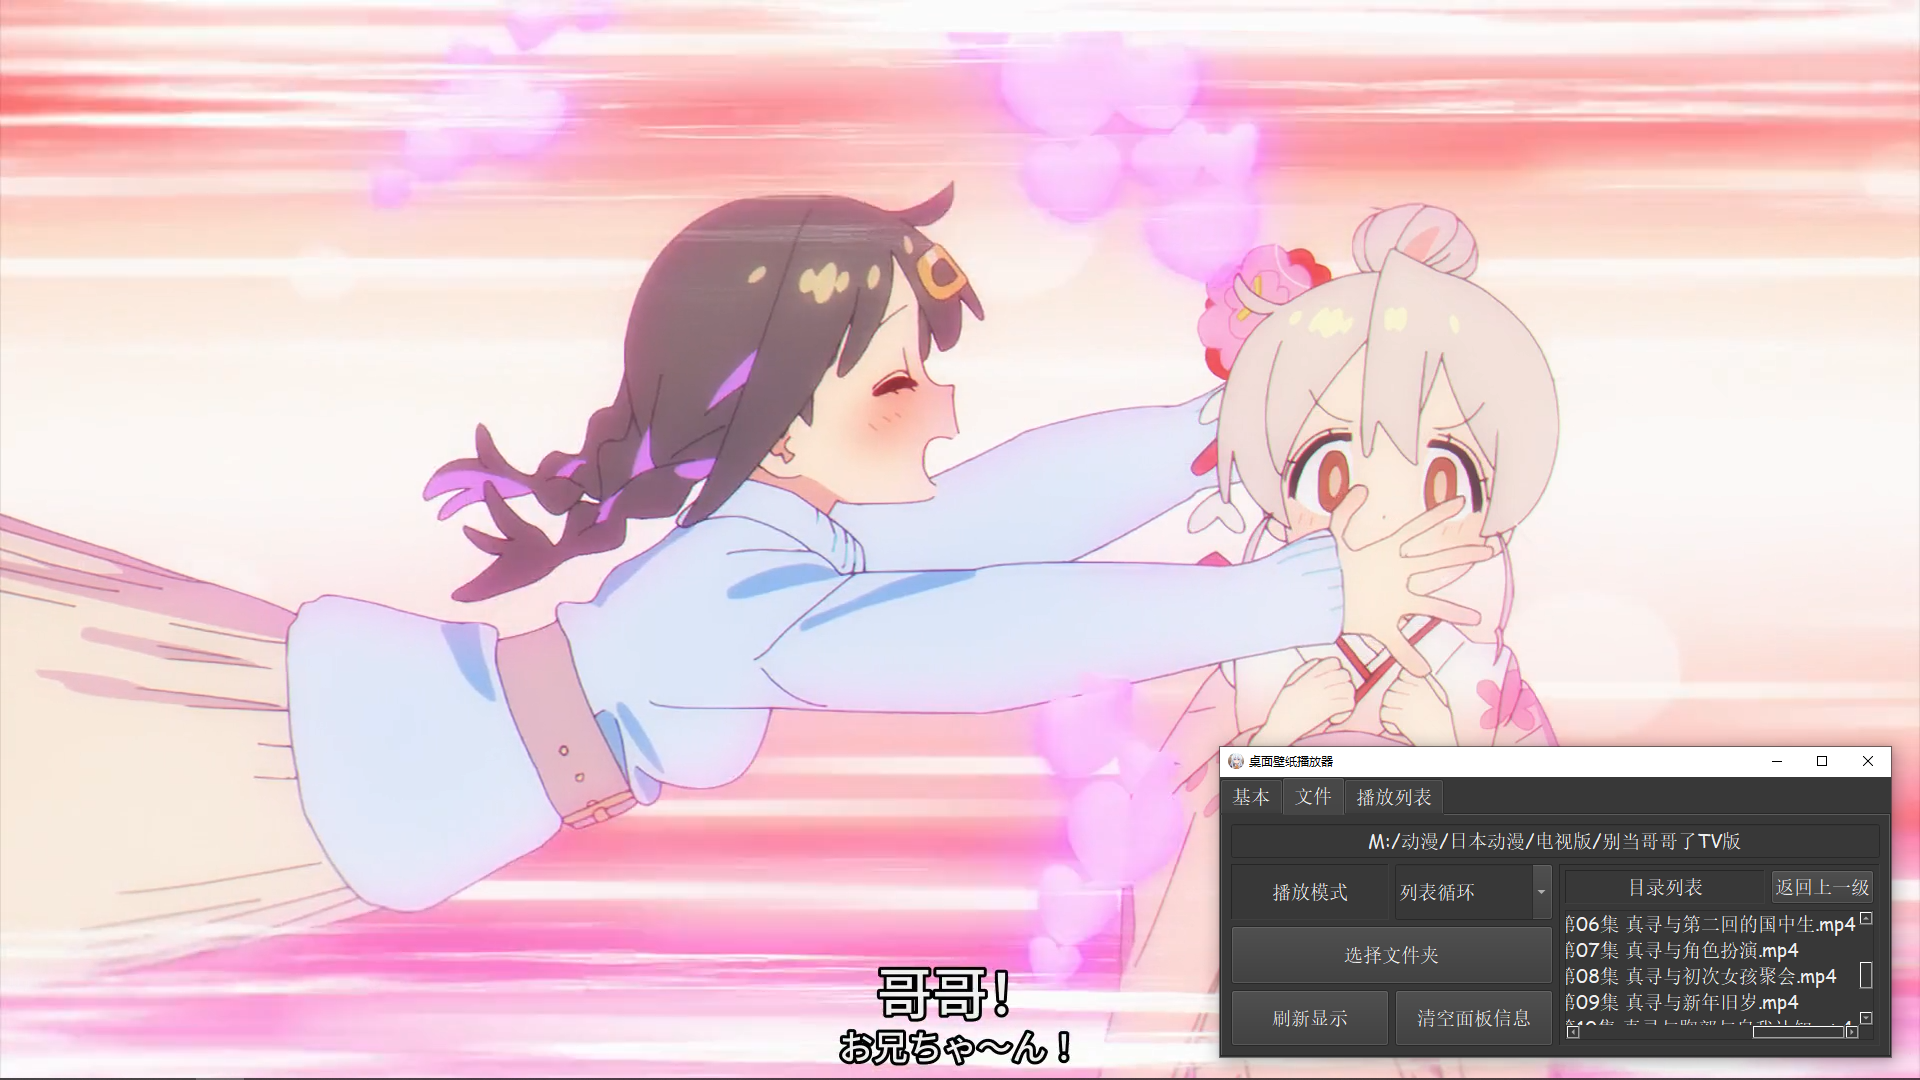 哥哥！
お兄ちゃ～ん！
桌面壁纸播放器
基本 文件 播放列表
M:/动漫/日本动漫/电视版/别当哥哥了TV版
播放模式 列表循环
选择文件夹
刷新显示 清空面板信息
目录列表 返回上一级
第06集 真寻与第二回的国中生.mp4
第07集 真寻与角色扮演.mp4
第08集 真寻与初次女孩聚会.mp4
第09集 真寻与新年旧岁.mp4